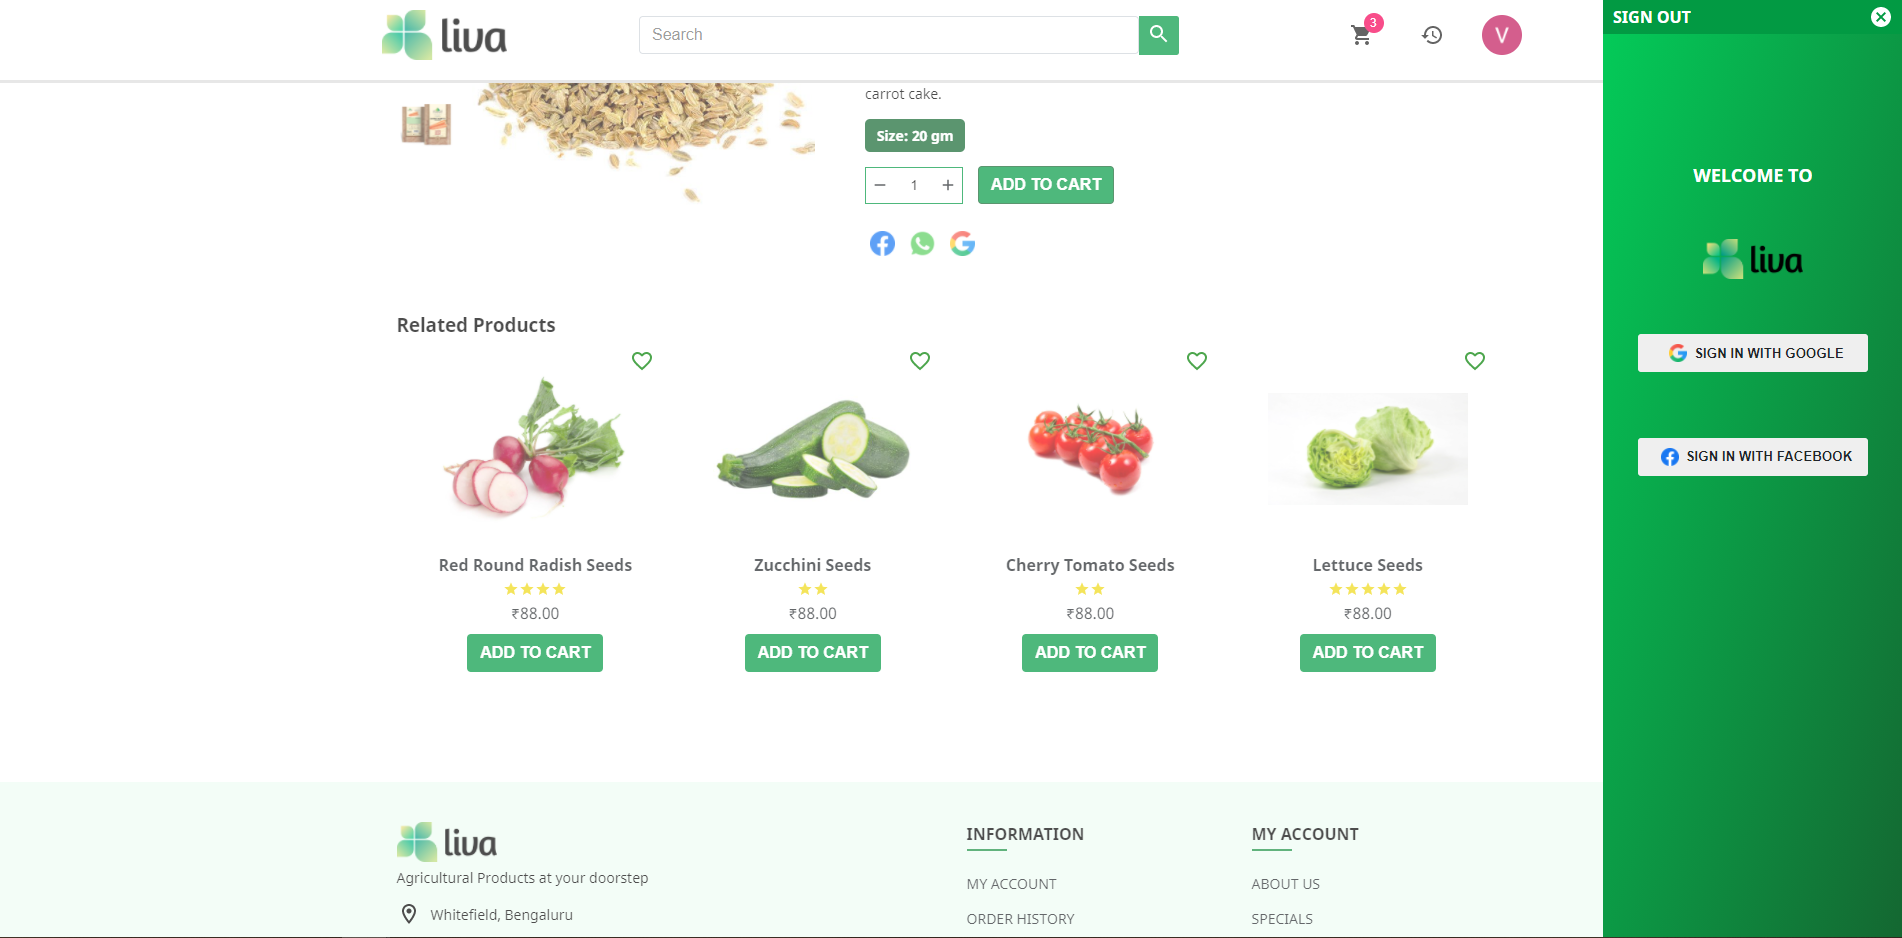 liva
Search
3
V
SIGN OUT
carrot cake.
Size: 20 gm
1
ADD TO CART
WELCOME TO
liva
SIGN IN WITH GOOGLE
SIGN IN WITH FACEBOOK
Related Products
Red Round Radish Seeds
₹88.00
ADD TO CART
Zucchini Seeds
₹88.00
ADD TO CART
Cherry Tomato Seeds
₹88.00
ADD TO CART
Lettuce Seeds
₹88.00
ADD TO CART
liva
Agricultural Products at your doorstep
Whitefield, Bengaluru
INFORMATION
MY ACCOUNT
ORDER HISTORY
MY ACCOUNT
ABOUT US
SPECIALS